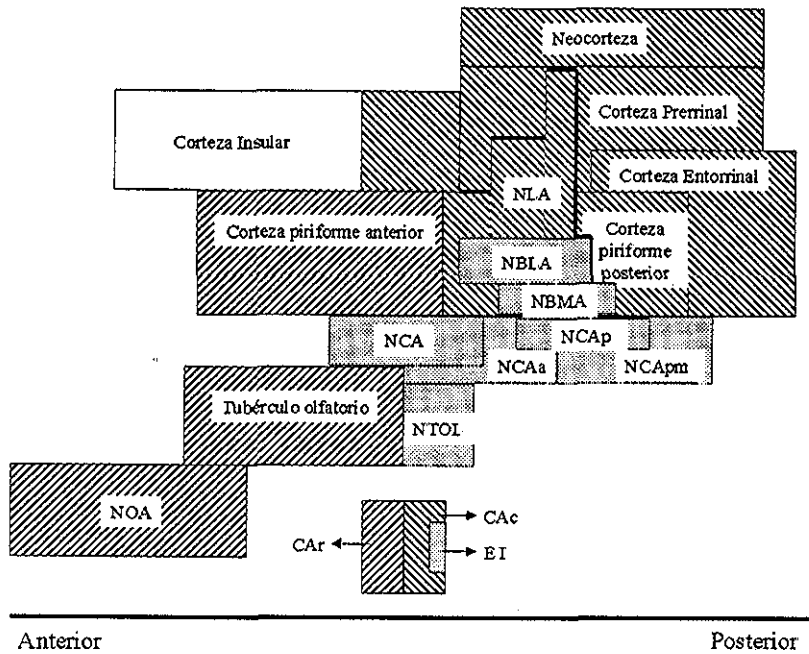 Neocorteza
Corteza Prerrinal
Corteza Insular
Corteza Entorrinal
NLA
Corteza piriforme anterior
Corteza
piriforme
posterior
NBLA
NBMA
NCA
NCAp
NCAa
NCApm
Tubérculo olfatorio
NTOL
NOA
CAc
CAr
EI
Anterior
Posterior